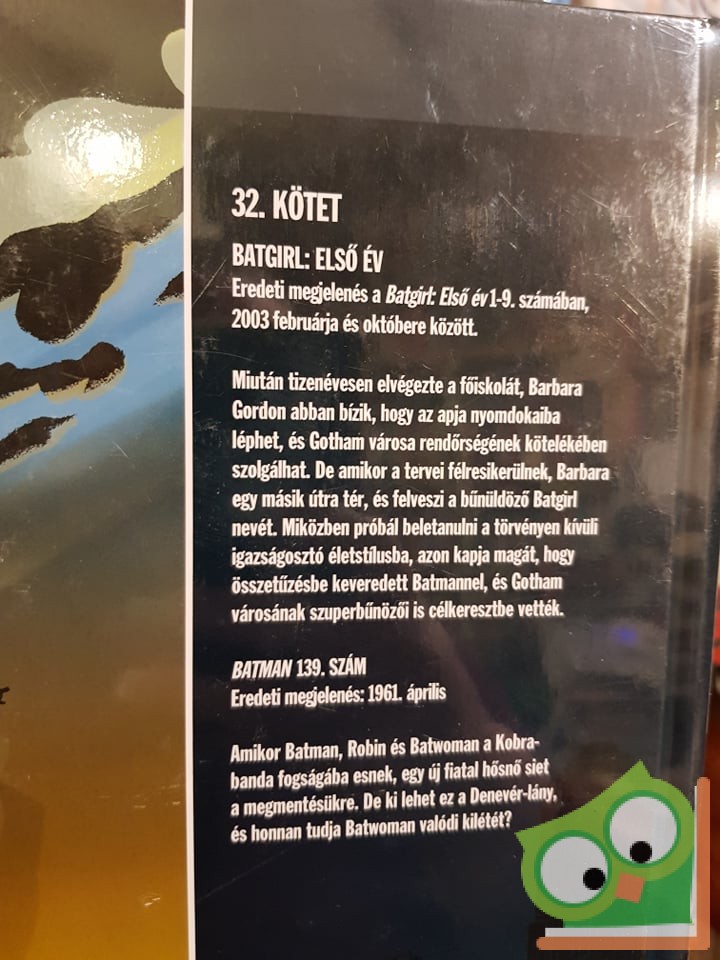 32. KÖTET
BATGIRL: ELSŐ ÉV
Eredeti megjelenés a Batgirl: Első év 1-9. számában,
2003 februárja és októbere között.
Miután tizenévesen elvégezte a főiskolát, Barbara
Gordon abban bízik, hogy az apja nyomdokaiba
léphet, és Gotham városa rendőrségének kötelékében
szolgálhat. De amikor a tervei félresikerülnek, Barbara
egy másik útra tér, és felveszi a bűnüldöző Batgirl
nevét. Miközben próbál beletanulni a törvényen kívüli
igazságosztó életstílusba, azon kapja magát, hogy
összetűzésbe keveredett Batmannel, és Gotham
városának szuperbűnözői is célkeresztbe vették.
BATMAN 139. SZÁM
Eredeti megjelenés: 1961. április
Amikor Batman, Robin és Batwoman a Kobra-
banda fogságába esnek, egy új fiatal hősnő siet
a megmentésükre. De ki lehet ez a Denevér-lány,
és honnan tudja Batwoman valódi kilétét?